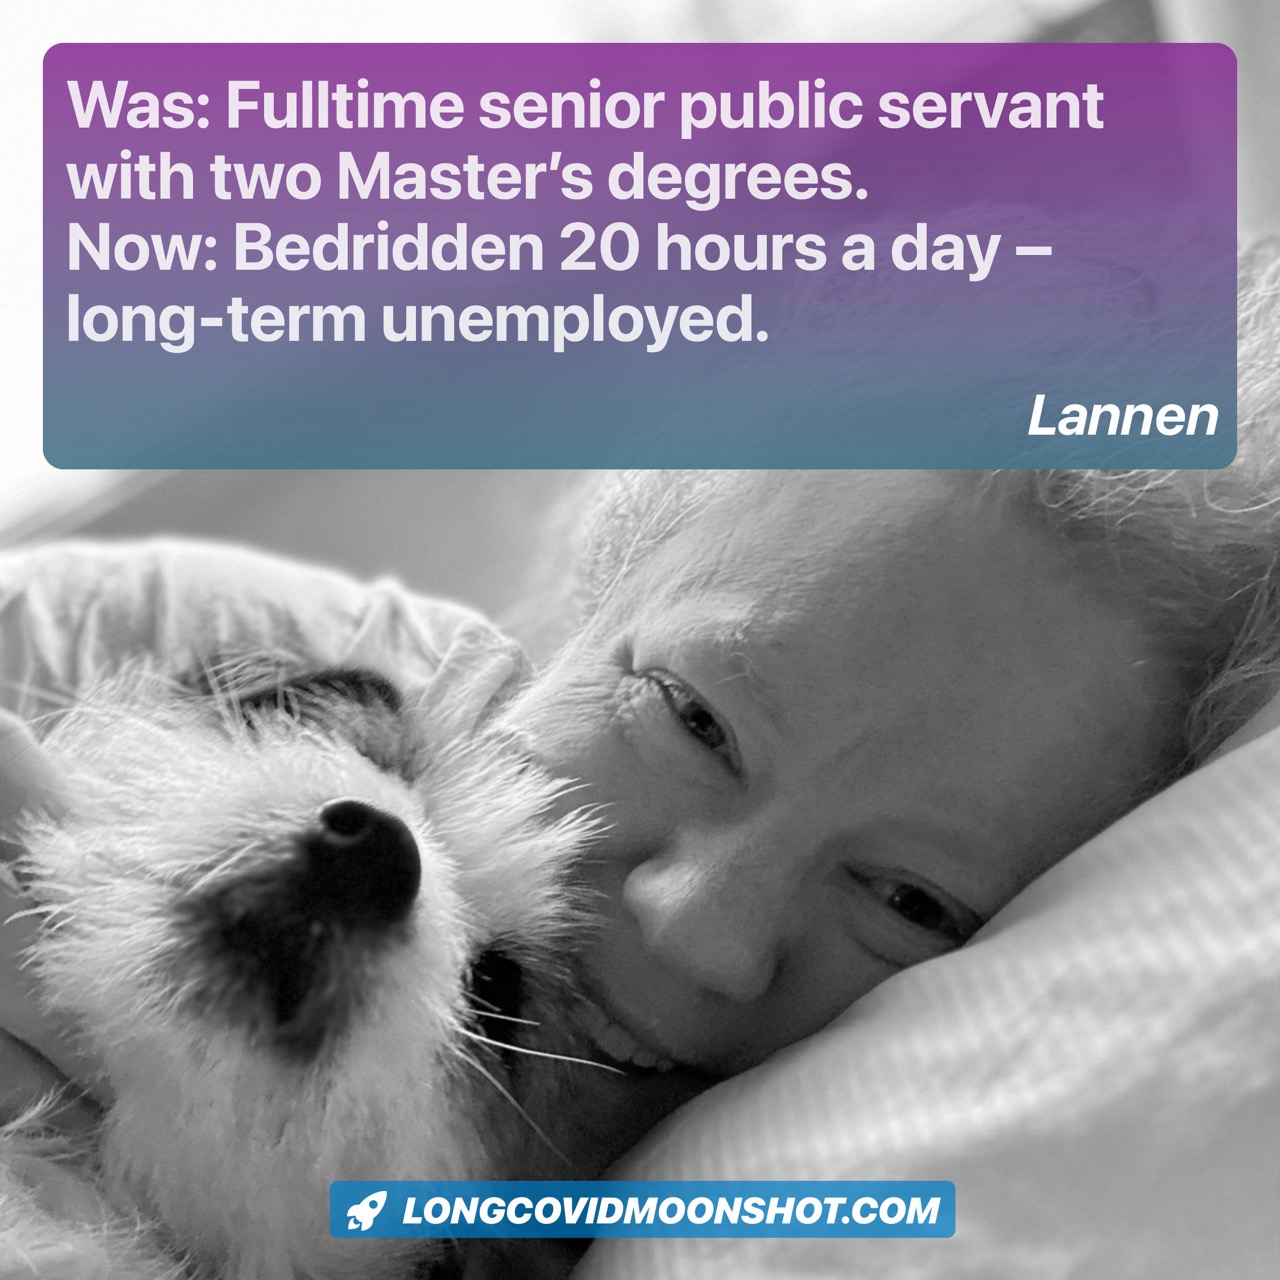 Was: Fulltime senior public servant
with two Master’s degrees.
Now: Bedridden 20 hours a day –
long-term unemployed.
Lannen
LONGCOVIDMOONSHOT.COM